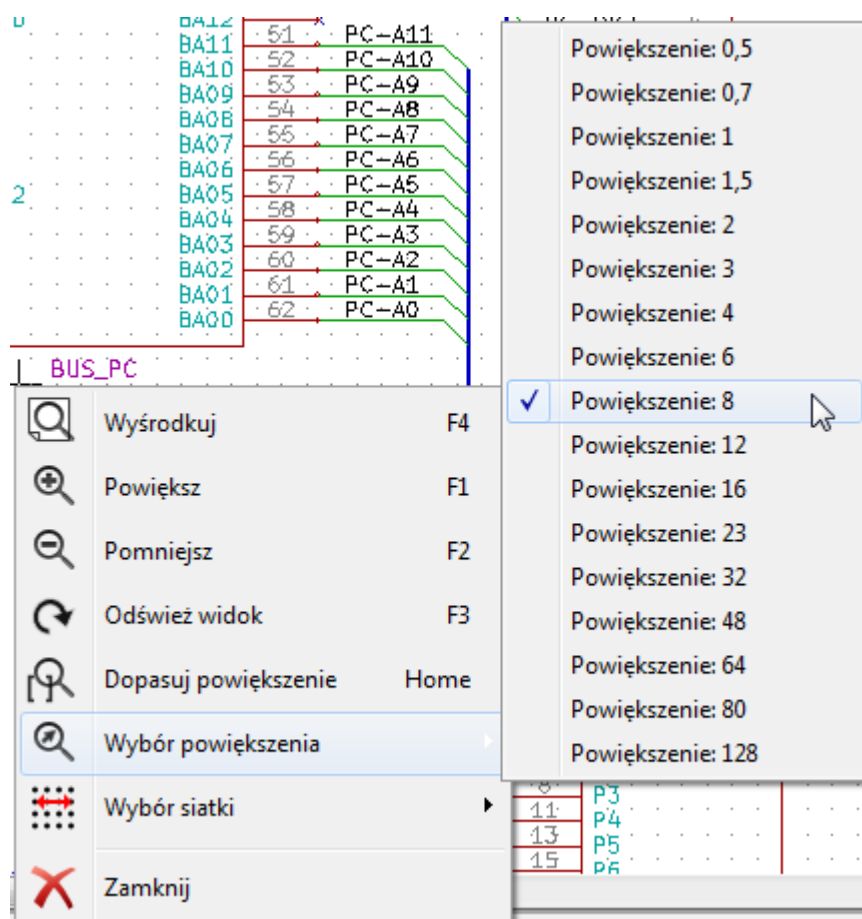 BA12
BA11 51 PC-A11
BA10 52 PC-A10
BA09 53 PC-A9
BA08 54 PC-A8
BA07 55 PC-A7
BA06 56 PC-A6
BA05 57 PC-A5
2
BA04 58 PC-A4
BA03 59 PC-A3
BA02 60 PC-A2
BA01 61 PC-A1
BA00 62 PC-A0
BUS_PC
Wyśrodkuj F4
Powiększ F1
Pomniejsz F2
Odśwież widok F3
Dopasuj powiększenie Home
Wybór powiększenia
Wybór siatki
Zamknij
Powiększenie: 0,5
Powiększenie: 0,7
Powiększenie: 1
Powiększenie: 1,5
Powiększenie: 2
Powiększenie: 3
Powiększenie: 4
Powiększenie: 6
Powiększenie: 8
Powiększenie: 12
Powiększenie: 16
Powiększenie: 23
Powiększenie: 32
Powiększenie: 48
Powiększenie: 64
Powiększenie: 80
Powiększenie: 128
P3
11 P4
13 P5
15 P6